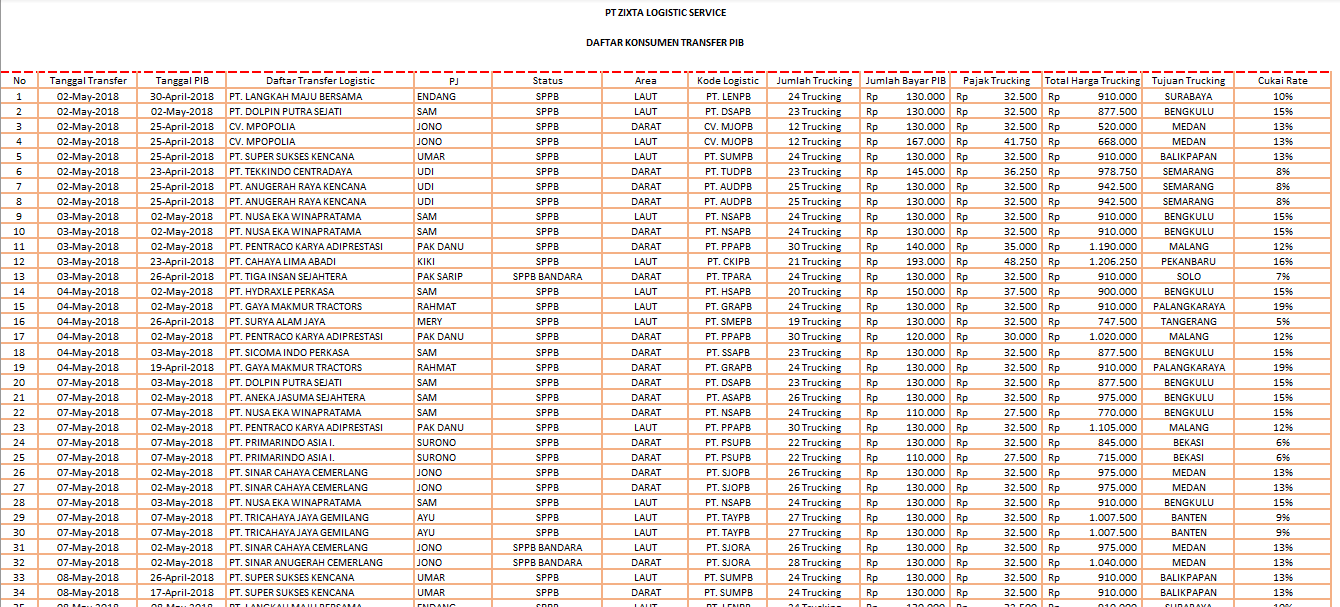 PT ZIXTA LOGISTIC SERVICE
DAFTAR KONSUMEN TRANSFER PIB
No Tanggal Transfer Tanggal PIB Daftar Transfer Logistic PJ Status Area Kode Logistic Jumlah Trucking Jumlah Bayar PIB Pajak Trucking Total Harga Trucking Tujuan Trucking Cukai Rate
1 02-May-2018 30-April-2018 PT. LANGKAH MAJU BERSAMA ENDANG SPPB LAUT PT. LENPB 24 Trucking Rp 130.000 Rp 32.500 Rp 910.000 SURABAYA 10%
2 02-May-2018 02-May-2018 PT. DOLPIN PUTRA SEJATI SAM SPPB LAUT PT. DSAPB 23 Trucking Rp 130.000 Rp 32.500 Rp 877.500 BENGKULU 15%
3 02-May-2018 25-April-2018 CV. MPOPOLIA JONO SPPB DARAT CV. MJOPB 12 Trucking Rp 130.000 Rp 32.500 Rp 520.000 MEDAN 13%
4 02-May-2018 25-April-2018 CV. MPOPOLIA JONO SPPB LAUT CV. MJOPB 12 Trucking Rp 167.000 Rp 41.750 Rp 668.000 MEDAN 13%
5 02-May-2018 25-April-2018 PT. SUPER SUKSES KENCANA UMAR SPPB LAUT PT. SUMPB 24 Trucking Rp 130.000 Rp 32.500 Rp 910.000 BALIKPAPAN 13%
6 02-May-2018 23-April-2018 PT. TEKKINDO CENTRADAYA UDI SPPB DARAT PT. TUDPB 23 Trucking Rp 145.000 Rp 36.250 Rp 978.750 SEMARANG 8%
7 02-May-2018 25-April-2018 PT. ANUGERAH RAYA KENCANA UDI SPPB DARAT PT. AUDPB 25 Trucking Rp 130.000 Rp 32.500 Rp 942.500 SEMARANG 8%
8 02-May-2018 25-April-2018 PT. ANUGERAH RAYA KENCANA UDI SPPB DARAT PT. AUDPB 25 Trucking Rp 130.000 Rp 32.500 Rp 942.500 SEMARANG 8%
9 03-May-2018 02-May-2018 PT. NUSA EKA WINAPRATAMA SAM SPPB LAUT PT. NSAPB 24 Trucking Rp 130.000 Rp 32.500 Rp 910.000 BENGKULU 15%
10 03-May-2018 02-May-2018 PT. NUSA EKA WINAPRATAMA SAM SPPB DARAT PT. NSAPB 24 Trucking Rp 130.000 Rp 32.500 Rp 910.000 BENGKULU 15%
11 03-May-2018 02-May-2018 PT. PENTRACO KARYA ADIPRESTASI PAK DANU SPPB DARAT PT. PPAPB 30 Trucking Rp 140.000 Rp 35.000 Rp 1.190.000 MALANG 12%
12 03-May-2018 23-April-2018 PT. CAHAYA LIMA ABADI KIKI SPPB LAUT PT. CKIPB 21 Trucking Rp 193.000 Rp 48.250 Rp 1.206.250 PEKANBARU 16%
13 03-May-2018 26-April-2018 PT. TIGA INSAN SEJAHTERA PAK SARIP SPPB BANDARA DARAT PT. TPARA 24 Trucking Rp 130.000 Rp 32.500 Rp 910.000 SOLO 7%
14 04-May-2018 02-May-2018 PT. HYDRAXLE PERKASA SAM SPPB LAUT PT. HSAPB 20 Trucking Rp 150.000 Rp 37.500 Rp 900.000 BENGKULU 15%
15 04-May-2018 02-May-2018 PT. GAYA MAKMUR TRACTORS RAHMAT SPPB LAUT PT. GRAPB 24 Trucking Rp 130.000 Rp 32.500 Rp 910.000 PALANGKARAYA 19%
16 04-May-2018 26-April-2018 PT. SURYA ALAM JAYA MERY SPPB LAUT PT. SMEPB 19 Trucking Rp 130.000 Rp 32.500 Rp 747.500 TANGERANG 5%
17 04-May-2018 02-May-2018 PT. PENTRACO KARYA ADIPRESTASI PAK DANU SPPB DARAT PT. PPAPB 30 Trucking Rp 120.000 Rp 30.000 Rp 1.020.000 MALANG 12%
18 04-May-2018 03-May-2018 PT. SICOMA INDO PERKASA SAM SPPB DARAT PT. SSAPB 23 Trucking Rp 130.000 Rp 32.500 Rp 877.500 BENGKULU 15%
19 04-May-2018 19-April-2018 PT. GAYA MAKMUR TRACTORS RAHMAT SPPB DARAT PT. GRAPB 24 Trucking Rp 130.000 Rp 32.500 Rp 910.000 PALANGKARAYA 19%
20 07-May-2018 03-May-2018 PT. DOLPIN PUTRA SEJATI SAM SPPB DARAT PT. DSAPB 23 Trucking Rp 130.000 Rp 32.500 Rp 877.500 BENGKULU 15%
21 07-May-2018 02-May-2018 PT. ANEKA JASUMA SEJAHTERA SAM SPPB DARAT PT. ASAPB 26 Trucking Rp 130.000 Rp 32.500 Rp 975.000 BENGKULU 15%
22 07-May-2018 07-May-2018 PT. NUSA EKA WINAPRATAMA SAM SPPB DARAT PT. NSAPB 24 Trucking Rp 110.000 Rp 27.500 Rp 770.000 BENGKULU 15%
23 07-May-2018 02-May-2018 PT. PENTRACO KARYA ADIPRESTASI PAK DANU SPPB LAUT PT. PPAPB 30 Trucking Rp 130.000 Rp 32.500 Rp 1.105.000 MALANG 12%
24 07-May-2018 07-May-2018 PT. PRIMARINDO ASIA I. SURONO SPPB DARAT PT. PSUPB 22 Trucking Rp 130.000 Rp 32.500 Rp 845.000 BEKASI 6%
25 07-May-2018 07-May-2018 PT. PRIMARINDO ASIA I. SURONO SPPB DARAT PT. PSUPB 22 Trucking Rp 110.000 Rp 27.500 Rp 715.000 BEKASI 6%
26 07-May-2018 02-May-2018 PT. SINAR CAHAYA CEMERLANG JONO SPPB DARAT PT. SJOPB 26 Trucking Rp 130.000 Rp 32.500 Rp 975.000 MEDAN 13%
27 07-May-2018 02-May-2018 PT. SINAR CAHAYA CEMERLANG JONO SPPB DARAT PT. SJOPB 26 Trucking Rp 130.000 Rp 32.500 Rp 975.000 MEDAN 13%
28 07-May-2018 03-May-2018 PT. NUSA EKA WINAPRATAMA SAM SPPB LAUT PT. NSAPB 24 Trucking Rp 130.000 Rp 32.500 Rp 910.000 BENGKULU 15%
29 07-May-2018 07-May-2018 PT. TRICAHAYA JAYA GEMILANG AYU SPPB LAUT PT. TAYPB 27 Trucking Rp 130.000 Rp 32.500 Rp 1.007.500 BANTEN 9%
30 07-May-2018 07-May-2018 PT. TRICAHAYA JAYA GEMILANG AYU SPPB LAUT PT. TAYPB 27 Trucking Rp 130.000 Rp 32.500 Rp 1.007.500 BANTEN 9%
31 07-May-2018 02-May-2018 PT. SINAR CAHAYA CEMERLANG JONO SPPB BANDARA LAUT PT. SJORA 26 Trucking Rp 130.000 Rp 32.500 Rp 975.000 MEDAN 13%
32 07-May-2018 02-May-2018 PT. SINAR ANUGERAH CEMERLANG JONO SPPB BANDARA DARAT PT. SJORA 28 Trucking Rp 130.000 Rp 32.500 Rp 1.040.000 MEDAN 13%
33 08-May-2018 26-April-2018 PT. SUPER SUKSES KENCANA UMAR SPPB LAUT PT. SUMPB 24 Trucking Rp 130.000 Rp 32.500 Rp 910.000 BALIKPAPAN 13%
34 08-May-2018 17-April-2018 PT. SUPER SUKSES KENCANA UMAR SPPB DARAT PT. SUMPB 24 Trucking Rp 130.000 Rp 32.500 Rp 910.000 BALIKPAPAN 13%